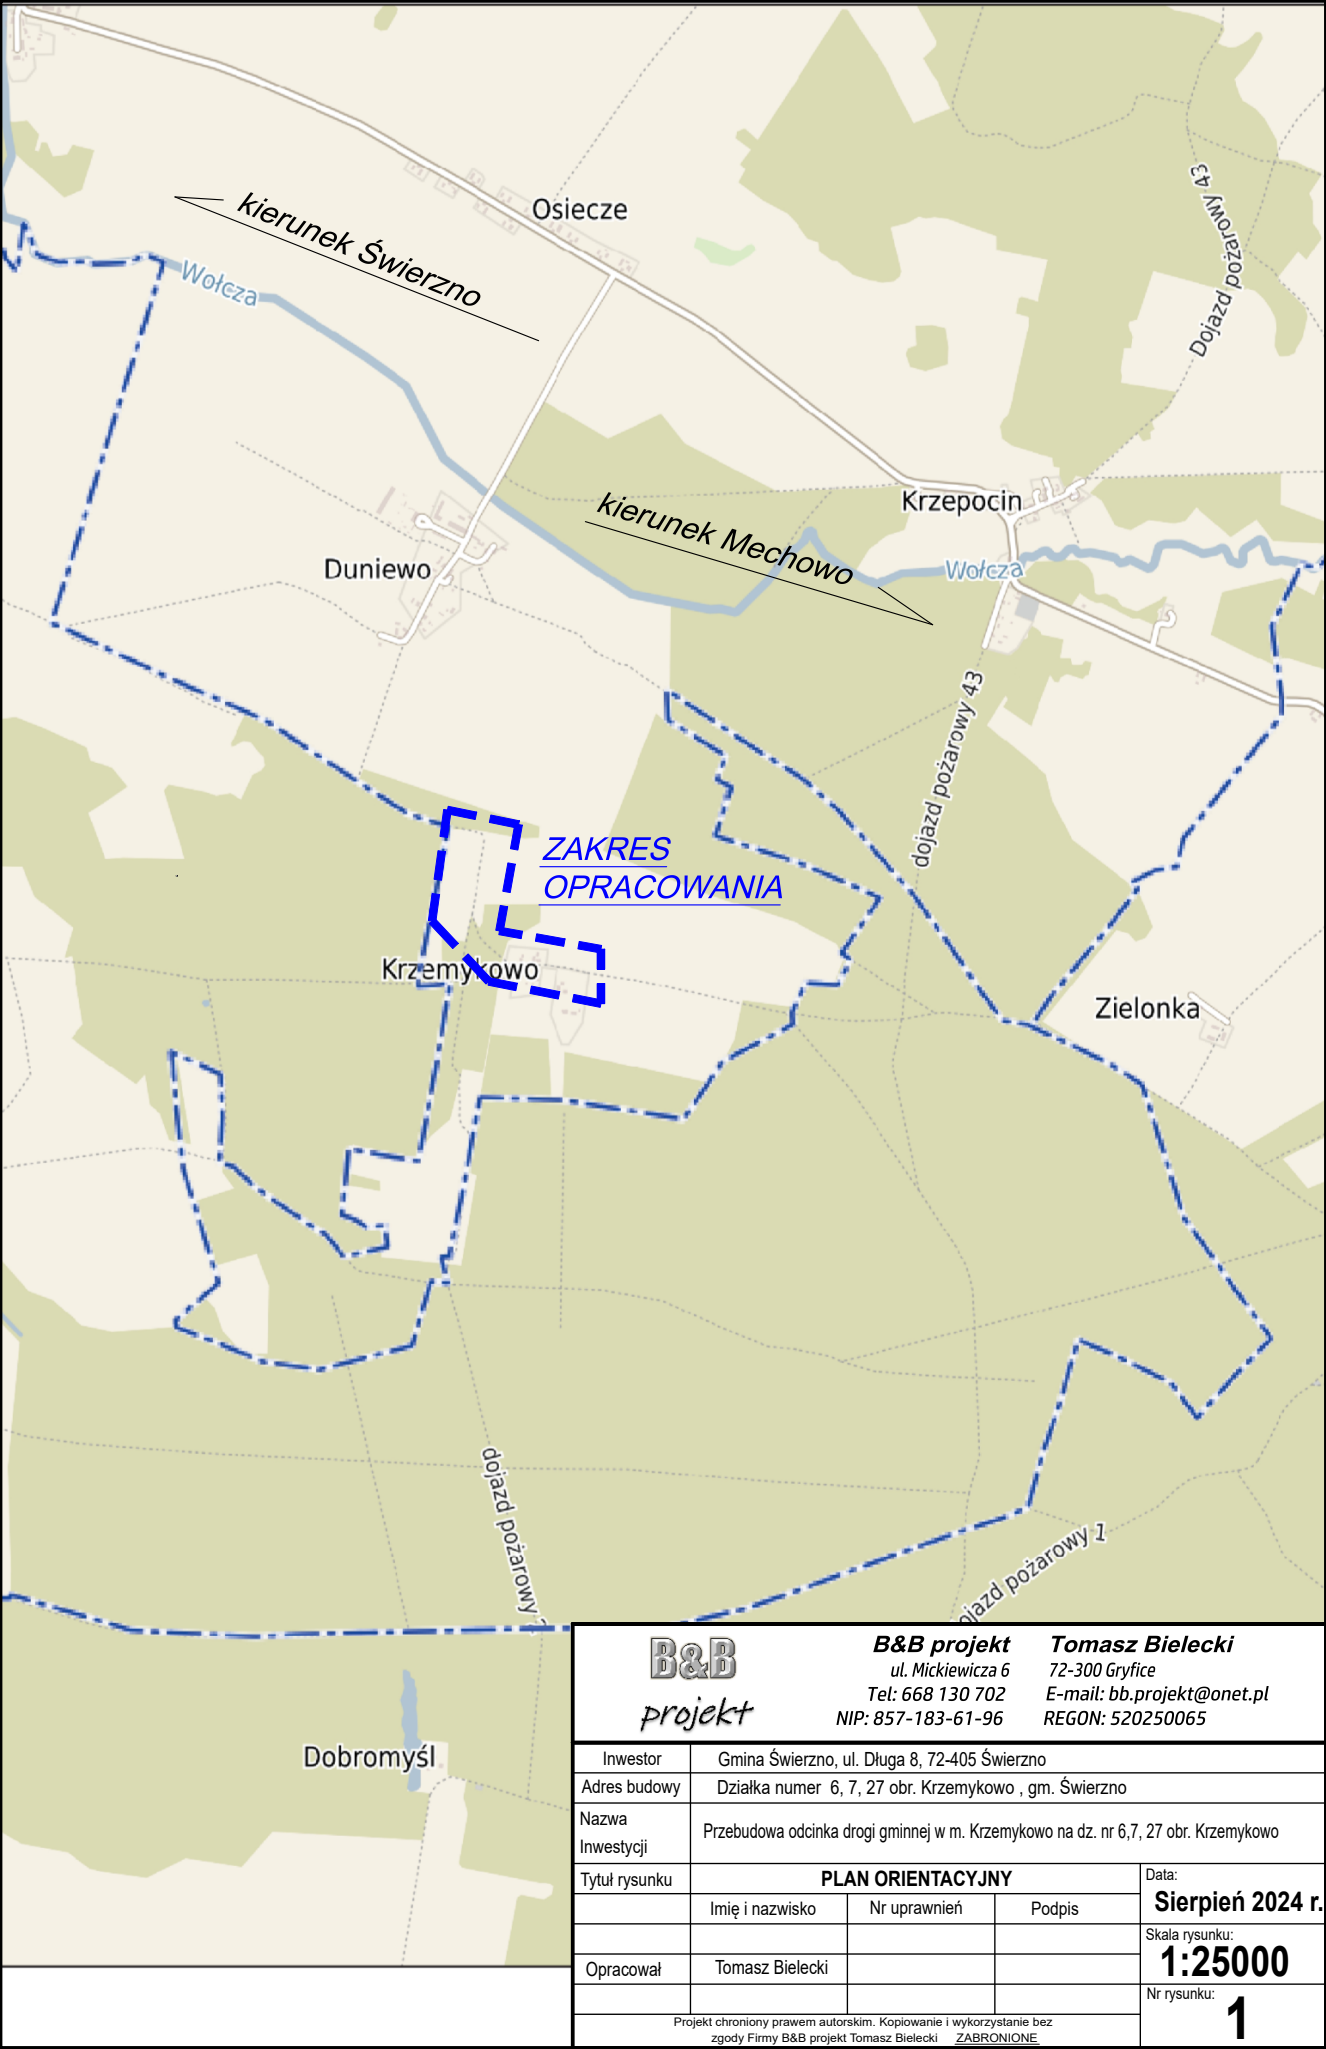 Dojazd pożarowy 43
Osiecze
kierunek Świerzno
Wołcza
kierunek Mechowo
Krzepocin
Wołcza
Duniewo
dojazd pożarowy 43
ZAKRES
OPRACOWANIA
Krzemykowo
Zielonka
dojazd pożarowy
ojazd pożarowy 1
Dobromyśl
B&B
projekt
B&B projekt Tomasz Bielecki
ul. Mickiewicza 6 72-300 Gryfice
Tel: 668 130 702 E-mail: bb.projekt@onet.pl
NIP: 857-183-61-96 REGON: 520250065
Inwestor Gmina Świerzno, ul. Długa 8, 72-405 Świerzno
Adres budowy Działka numer 6, 7, 27 obr. Krzemykowo , gm. Świerzno
Nazwa
Inwestycji
Przebudowa odcinka drogi gminnej w m. Krzemykowo na dz. nr 6,7, 27 obr. Krzemykowo
Tytuł rysunku PLAN ORIENTACYJNY
Data:
Sierpień 2024 r.
Imię i nazwisko Nr uprawnień Podpis
Skala rysunku:
1:25000
Opracował Tomasz Bielecki
Nr rysunku:
1
Projekt chroniony prawem autorskim. Kopiowanie i wykorzystanie bez
zgody Firmy B&B projekt Tomasz Bielecki ZABRONIONE